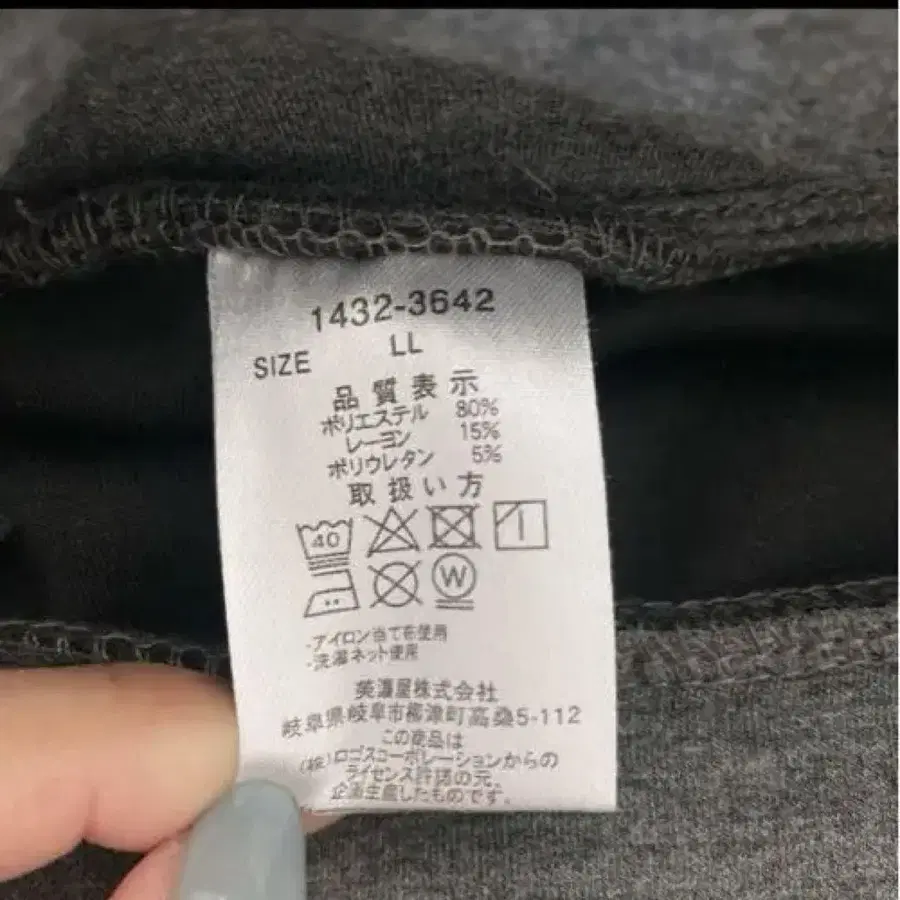 1432-3642
SIZE LL
品質表示
ポリエステル 80%
レーヨン 15%
ポリウレタン 5%
取扱い方
40
W
・アイロン当て布使用
・洗濯ネット使用
美濃屋株式会社
岐阜県岐阜市柳津町高桑5-112
この商品は
(株)ロゴスコーポレーションからの
ライセンス許諾の元、
企画生産したものです。